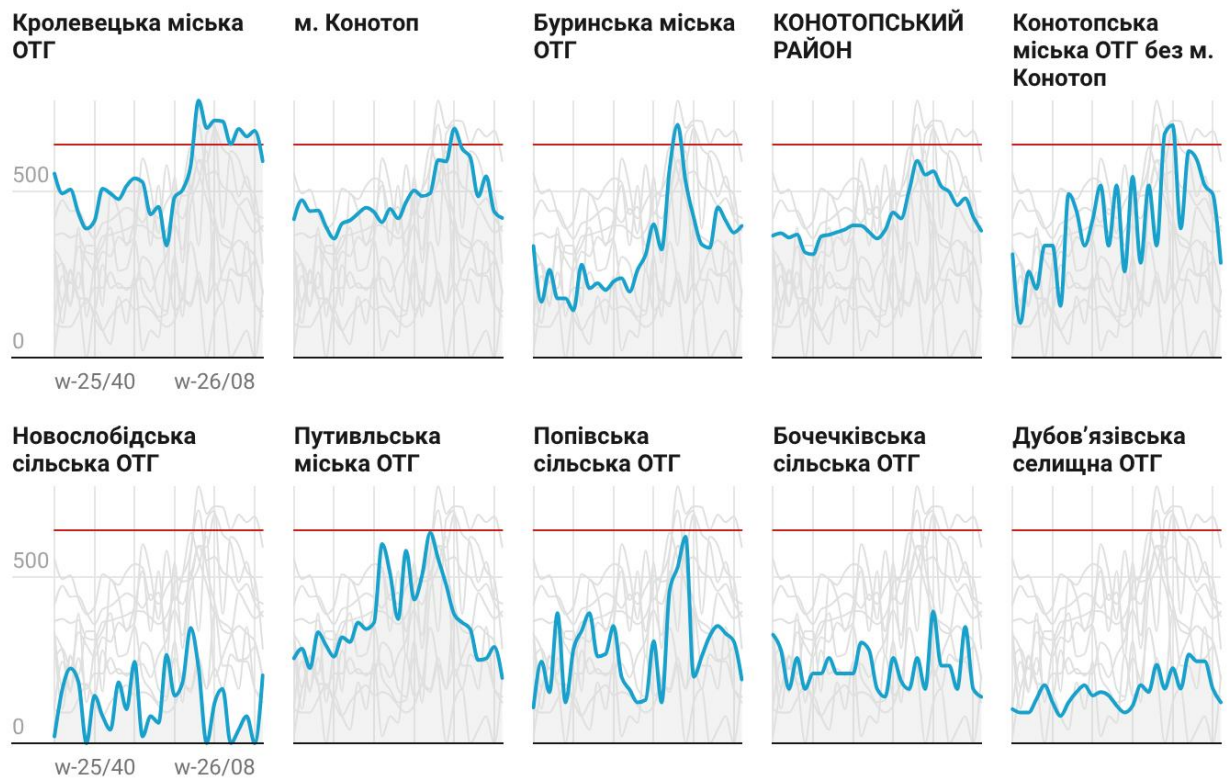 Кролевецька міська
ОТГ
м. Конотоп
Буринська міська
ОТГ
КОНОТОПСЬКИЙ
РАЙОН
Конотопська
міська ОТГ без м.
Конотоп
500
0
w-25/40
w-26/08
Новослобідська
сільська ОТГ
Путивльська
міська ОТГ
Попівська
сільська ОТГ
Бочечківська
сільська ОТГ
Дубов’язівська
селищна ОТГ
500
0
w-25/40
w-26/08